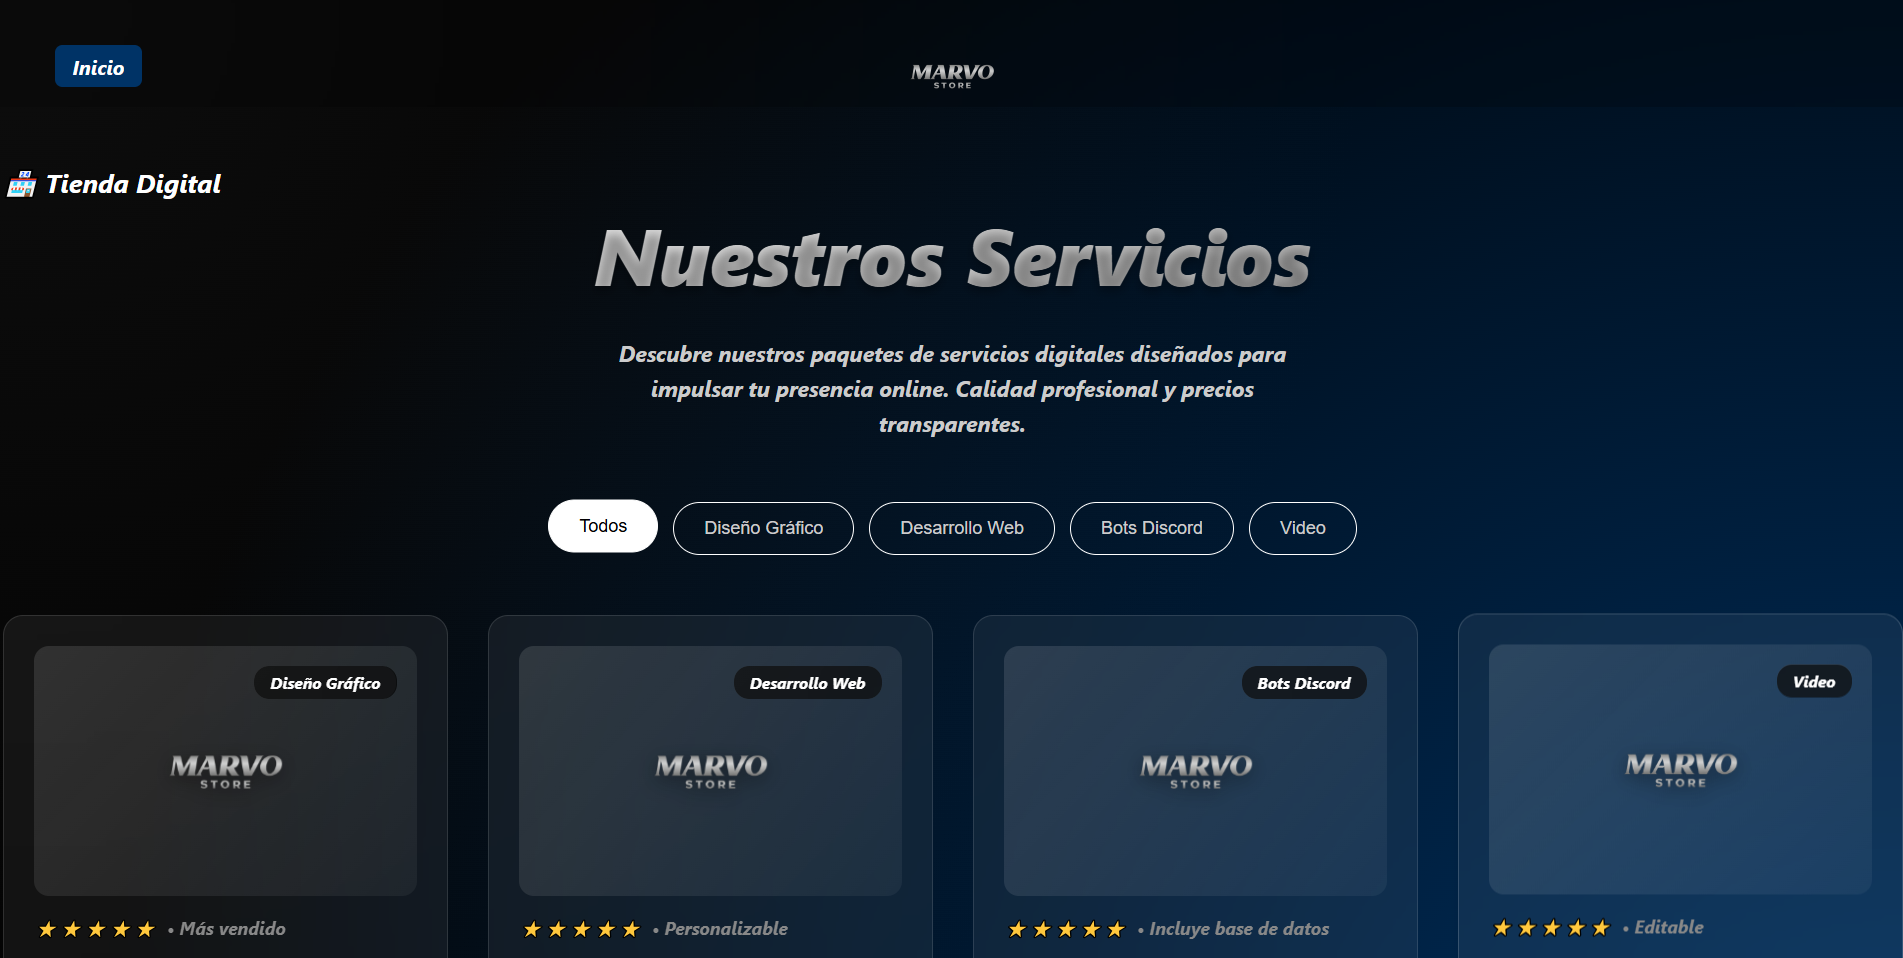 Inicio
MARVO
STORE
24
Tienda Digital
Nuestros Servicios
Descubre nuestros paquetes de servicios digitales diseñados para
impulsar tu presencia online. Calidad profesional y precios
transparentes.
Todos
Diseño Gráfico
Desarrollo Web
Bots Discord
Video
Diseño Gráfico
MARVO
STORE
★★★★★ • Más vendido
Desarrollo Web
MARVO
STORE
★★★★★ • Personalizable
Bots Discord
MARVO
STORE
★★★★★ • Incluye base de datos
Video
MARVO
STORE
★★★★★ • Editable